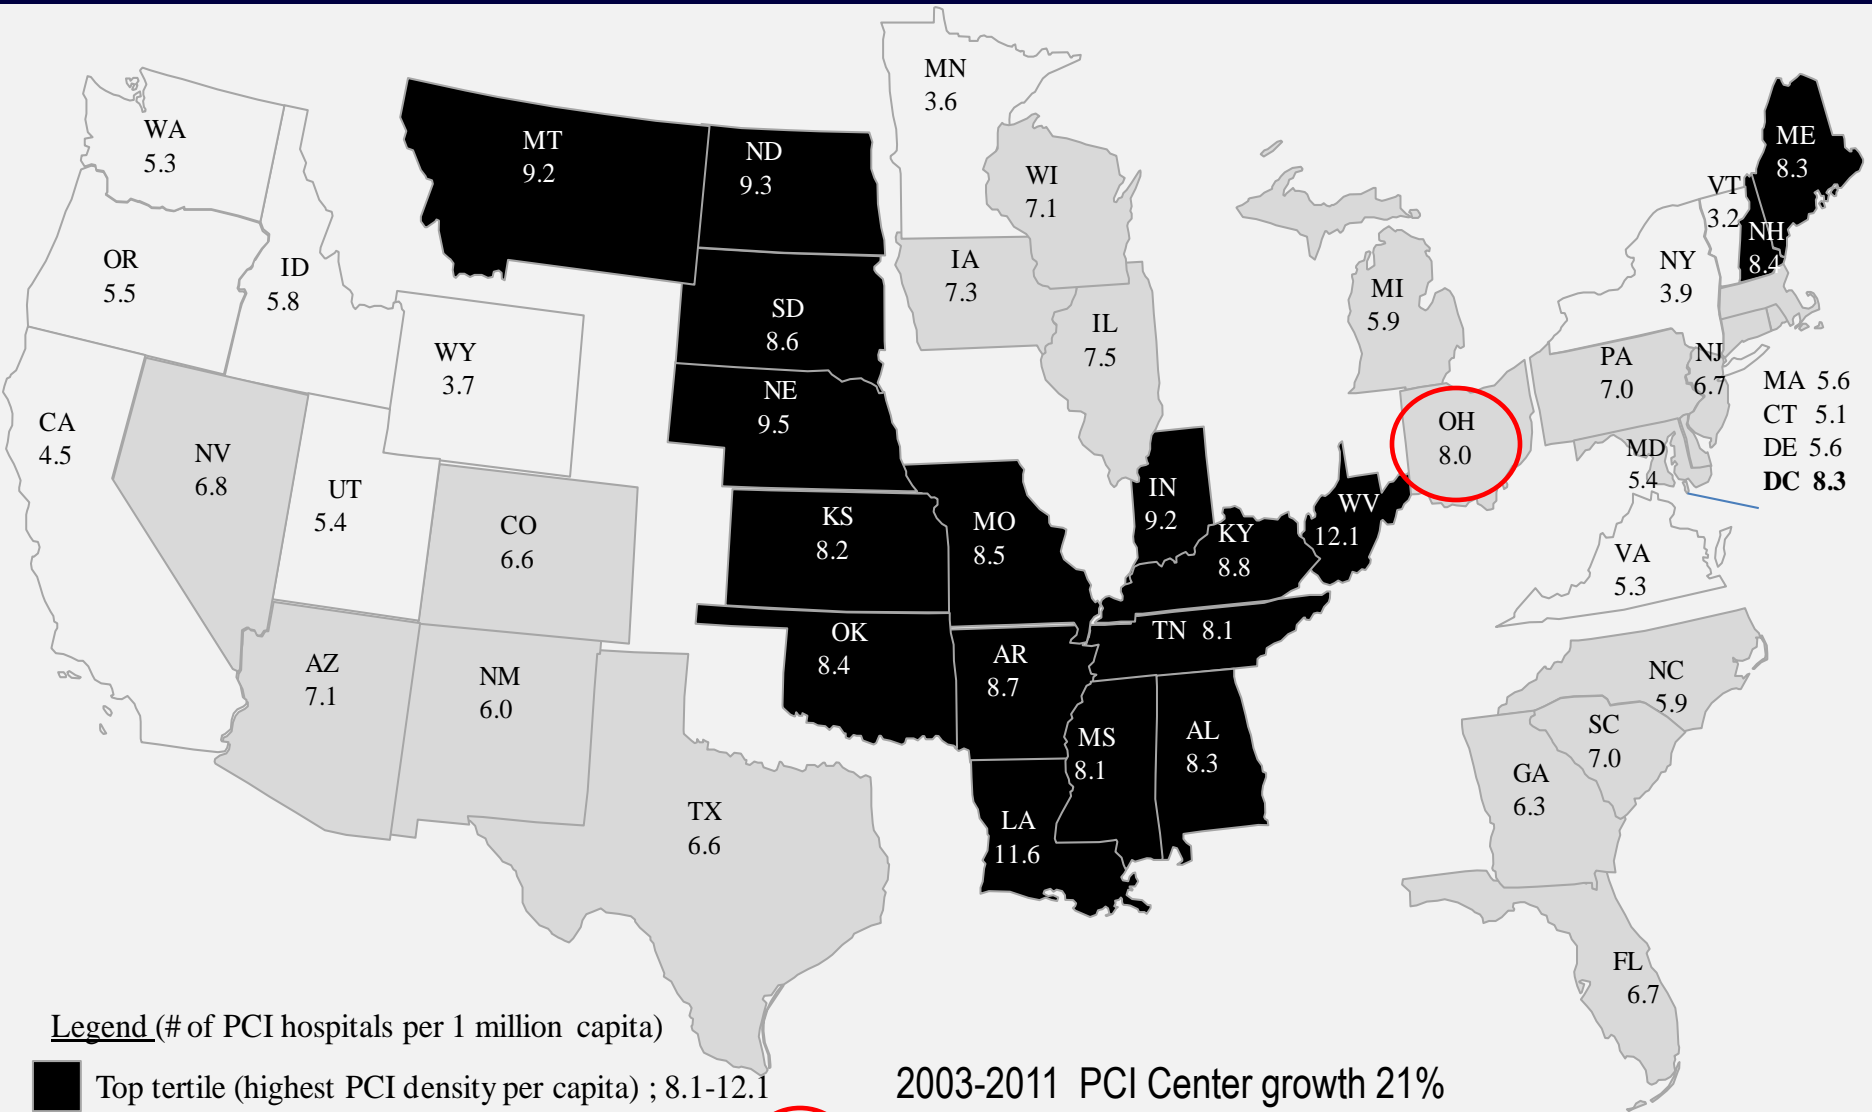 MN
3.6
WA
5.3
MT
9.2
ND
9.3
WI
7.1
ME
8.3
VT
3.2
NH
8.4
OR
5.5
ID
5.8
IA
7.3
NY
3.9
MI
5.9
SD
8.6
IL
7.5
WY
3.7
PA
7.0
NJ
6.7
MA 5.6
CT 5.1
DE 5.6
DC 8.3
NE
9.5
CA
4.5
NV
6.8
OH
8.0
MD
5.4
UT
5.4
CO
6.6
KS
8.2
MO
8.5
IN
9.2
WV
12.1
KY
8.8
VA
5.3
TN 8.1
OK
8.4
AR
8.7
AZ
7.1
NM
6.0
NC
5.9
SC
7.0
MS
8.1
AL
8.3
GA
6.3
TX
6.6
LA
11.6
FL
6.7
Legend (# of PCI hospitals per 1 million capita)
Top tertile (highest PCI density per capita) ; 8.1-12.1
2003-2011 PCI Center growth 21%